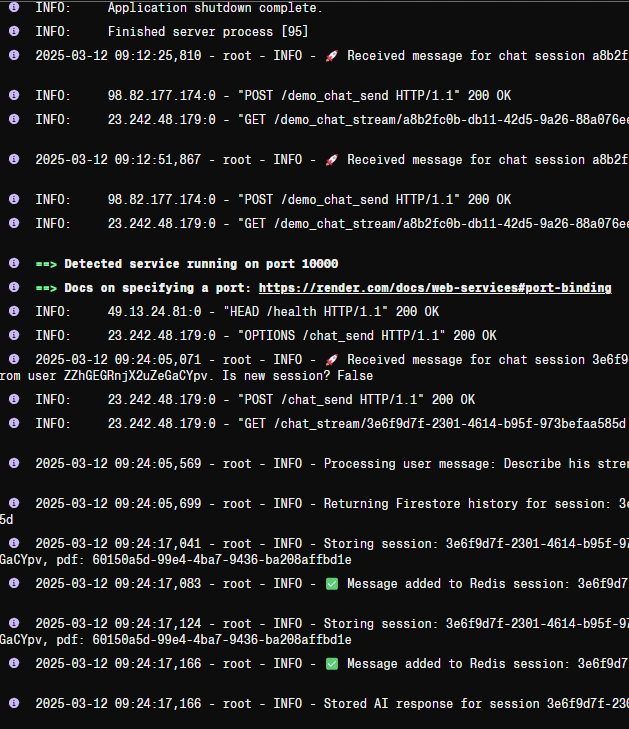 INFO: Application shutdown complete.
INFO: Finished server process [95]
2025-03-12 09:12:25,810 - root - INFO - 🚀 Received message for chat session a8b2f
INFO: 98.82.177.174:0 - "POST /demo_chat_send HTTP/1.1" 200 OK
INFO: 23.242.48.179:0 - "GET /demo_chat_stream/a8b2fc0b-db11-42d5-9a26-88a076ee
2025-03-12 09:12:51,867 - root - INFO - 🚀 Received message for chat session a8b2f
INFO: 98.82.177.174:0 - "POST /demo_chat_send HTTP/1.1" 200 OK
INFO: 23.242.48.179:0 - "GET /demo_chat_stream/a8b2fc0b-db11-42d5-9a26-88a076ee
==> Detected service running on port 10000
==> Docs on specifying a port: https://render.com/docs/web-services#port-binding
INFO: 49.13.24.81:0 - "HEAD /health HTTP/1.1" 200 OK
INFO: 23.242.48.179:0 - "OPTIONS /chat_send HTTP/1.1" 200 OK
2025-03-12 09:24:05,071 - root - INFO - 🚀 Received message for chat session 3e6f9
rom user ZZhGEGRnjX2uZeGaCYpv. Is new session? False
INFO: 23.242.48.179:0 - "POST /chat_send HTTP/1.1" 200 OK
INFO: 23.242.48.179:0 - "GET /chat_stream/3e6f9d7f-2301-4614-b95f-973befaa585d
2025-03-12 09:24:05,569 - root - INFO - Processing user message: Describe his stren
2025-03-12 09:24:05,699 - root - INFO - Returning Firestore history for session: 3e
5d
2025-03-12 09:24:17,041 - root - INFO - Storing session: 3e6f9d7f-2301-4614-b95f-97
GaCYpv, pdf: 60150a5d-99e4-4ba7-9436-ba208affbd1e
2025-03-12 09:24:17,083 - root - INFO - ✅ Message added to Redis session: 3e6f9d7
2025-03-12 09:24:17,124 - root - INFO - Storing session: 3e6f9d7f-2301-4614-b95f-97
GaCYpv, pdf: 60150a5d-99e4-4ba7-9436-ba208affbd1e
2025-03-12 09:24:17,166 - root - INFO - ✅ Message added to Redis session: 3e6f9d7
2025-03-12 09:24:17,166 - root - INFO - Stored AI response for session 3e6f9d7f-230